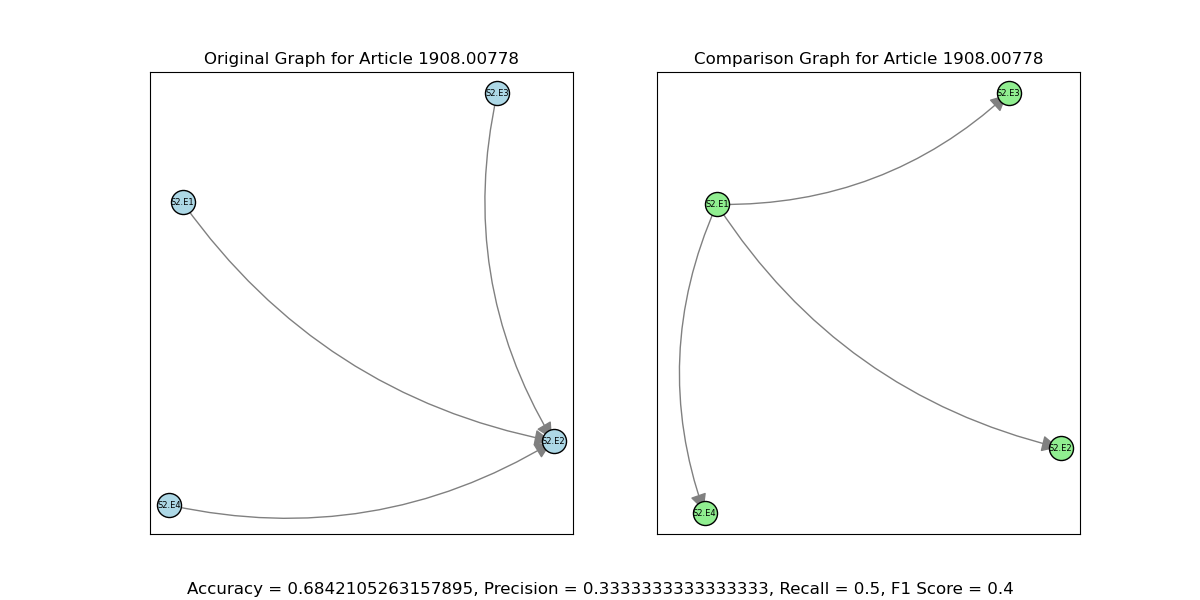 Original Graph for Article 1908.00778
Comparison Graph for Article 1908.00778
S2.E3
S2.E3
S2.E1
S2.E1
S2.E2
S2.E2
S2.E4
S2.E4
Accuracy = 0.6842105263157895, Precision = 0.3333333333333333, Recall = 0.5, F1 Score = 0.4